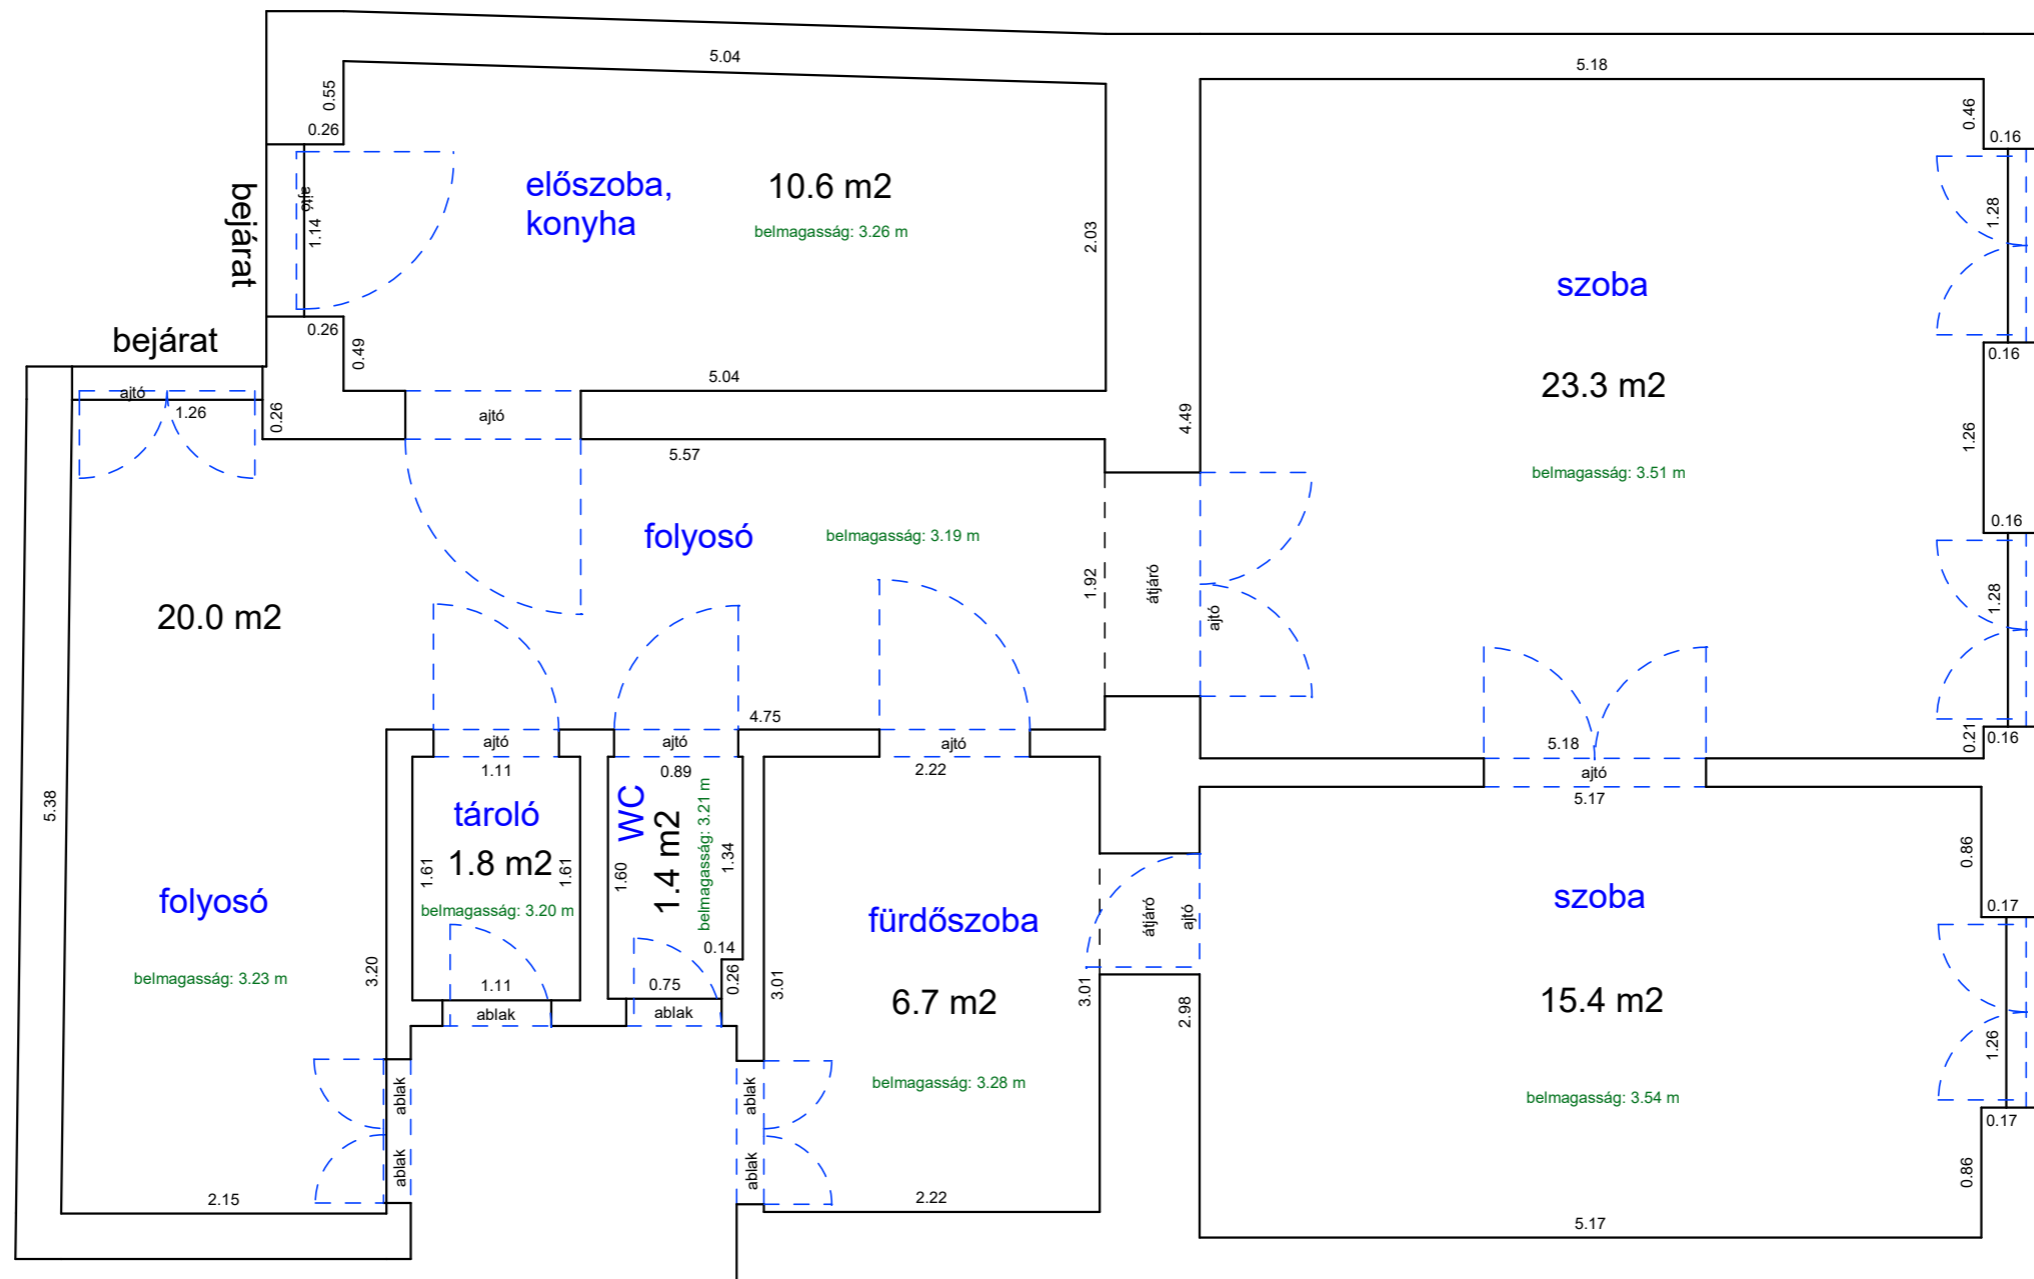 5.04
5.18
0.55
0.26
0.46
0.16
bejárat
ajtó
1.14
előszoba,
konyha
10.6 m2
belmagasság: 3.26 m
2.03
1.28
szoba
0.26
0.49
bejárat
0.16
5.04
23.3 m2
ajtó
1.26
0.26
ajtó
4.49
1.26
5.57
belmagasság: 3.51 m
folyosó
belmagasság: 3.19 m
0.16
1.92
átjáró
ajtó
1.28
20.0 m2
4.75
0.21
0.16
ajtó
ajtó
ajtó
5.18
ajtó
1.11
0.89
2.22
5.17
5.38
tároló
WC
1.4 m2
belmagasság: 3.21 m
1.8 m2
1.61
1.61
1.60
1.34
0.86
folyosó
belmagasság: 3.20 m
fürdőszoba
átjáró
ajtó
szoba
0.17
belmagasság: 3.23 m
3.20
0.14
0.26
1.11
0.75
3.01
3.01
6.7 m2
2.98
15.4 m2
ablak
ablak
1.26
ablak
ablak
belmagasság: 3.28 m
belmagasság: 3.54 m
0.17
ablak
ablak
0.86
2.15
2.22
5.17